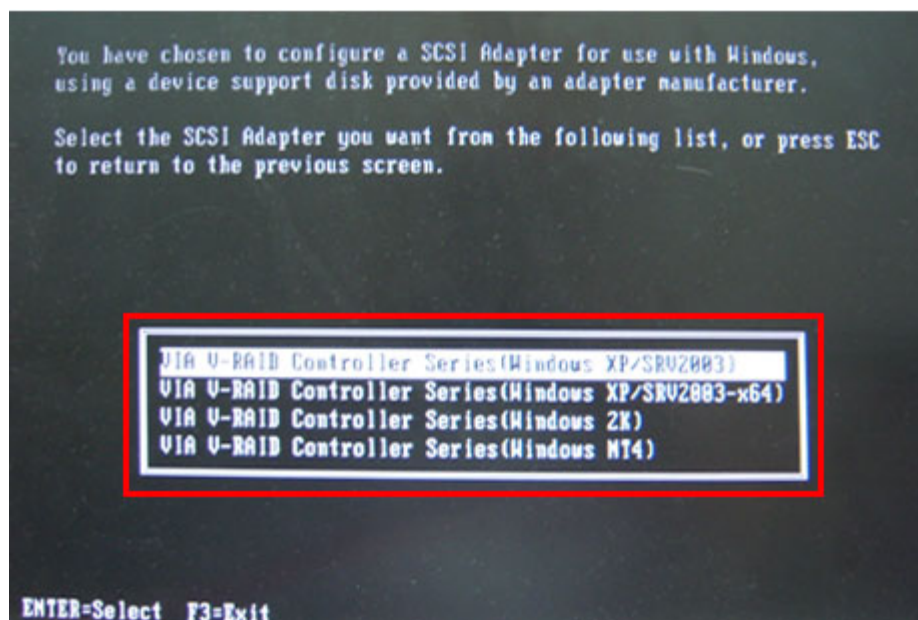 You have chosen to configure a SCSI Adapter for use with Windows,
using a device support disk provided by an adapter manufacturer.
Select the SCSI Adapter you want from the following list, or press ESC
to return to the previous screen.
VIA V-RAID Controller Series(Windows XP/SRV2003)
VIA V-RAID Controller Series(Windows XP/SRV2003-x64)
VIA V-RAID Controller Series(Windows 2K)
VIA V-RAID Controller Series(Windows NT4)
ENTER=Select F3=Exit